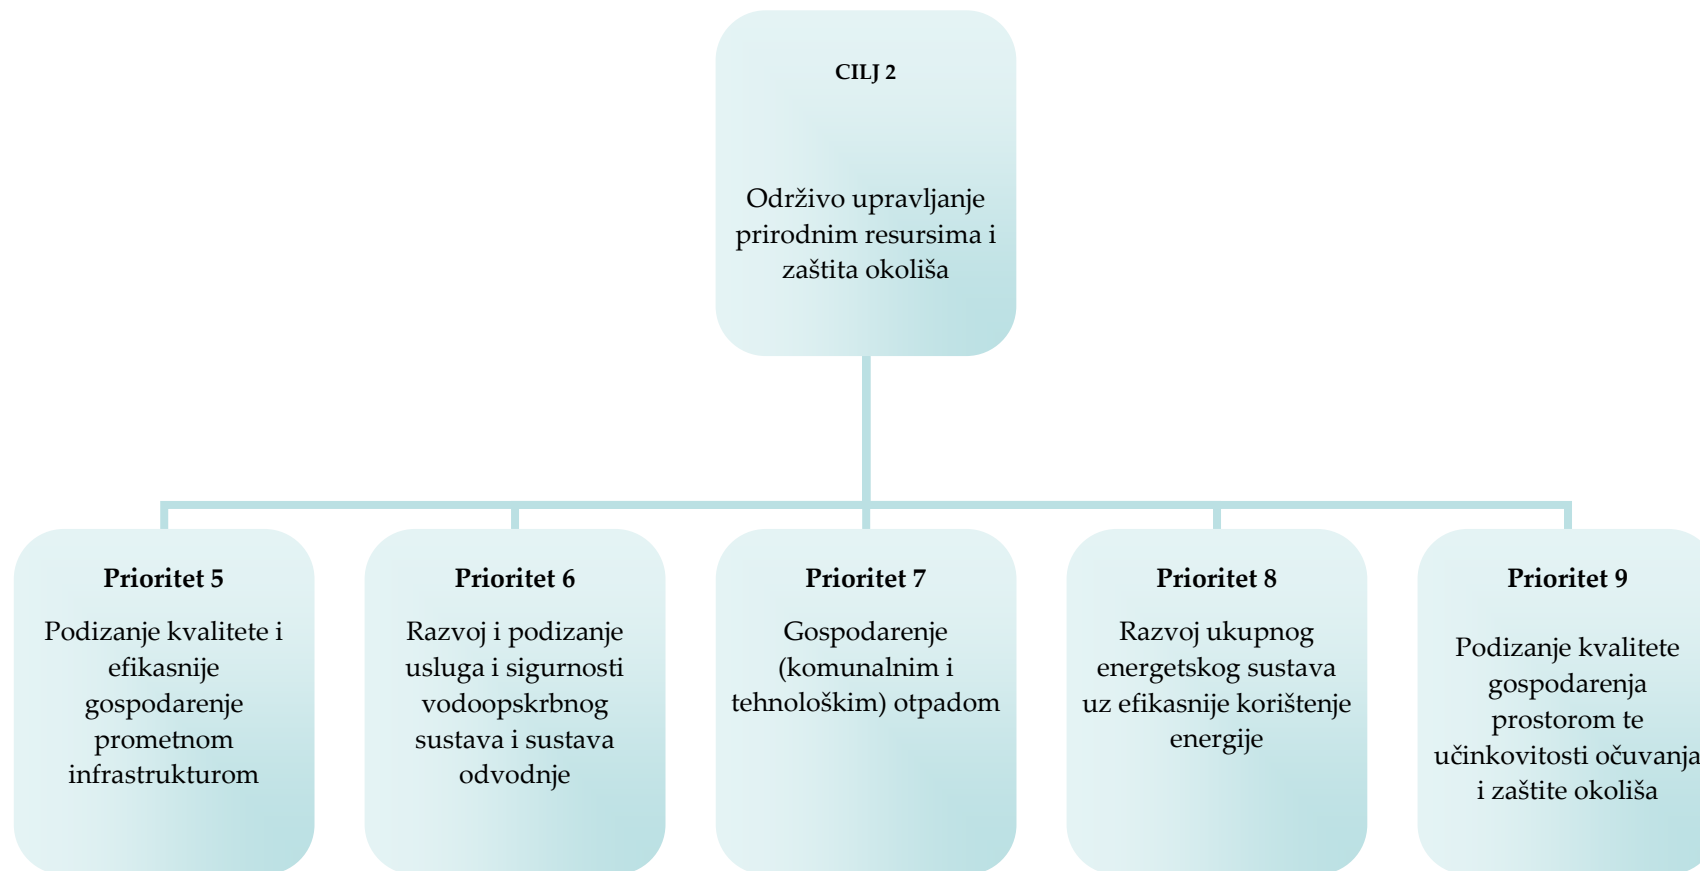 CILJ 2
Održivo upravljanje
prirodnim resursima i
zaštita okoliša
Prioritet 5
Podizanje kvalitete i
efikasnije
gospodarenje
prometnom
infrastrukturom
Prioritet 6
Razvoj i podizanje
usluga i sigurnosti
vodoopskrbnog
sustava i sustava
odvodnje
Prioritet 7
Gospodarenje
(komunalnim i
tehnološkim) otpadom
Prioritet 8
Razvoj ukupnog
energetskog sustava
uz efikasnije korištenje
energije
Prioritet 9
Podizanje kvalitete
gospodarenja
prostorom te
učinkovitosti očuvanja
i zaštite okoliša